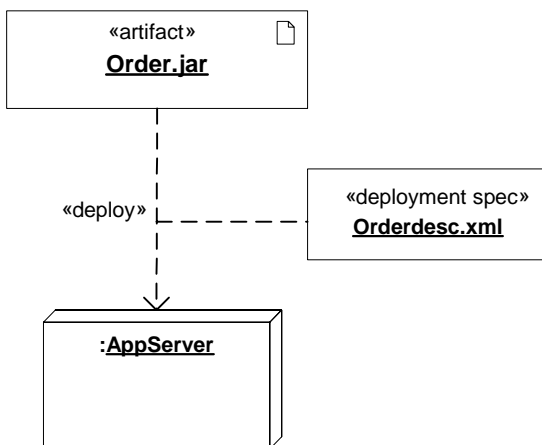 «artifact»
Order.jar
«deploy»
«deployment spec»
Orderdesc.xml
:AppServer